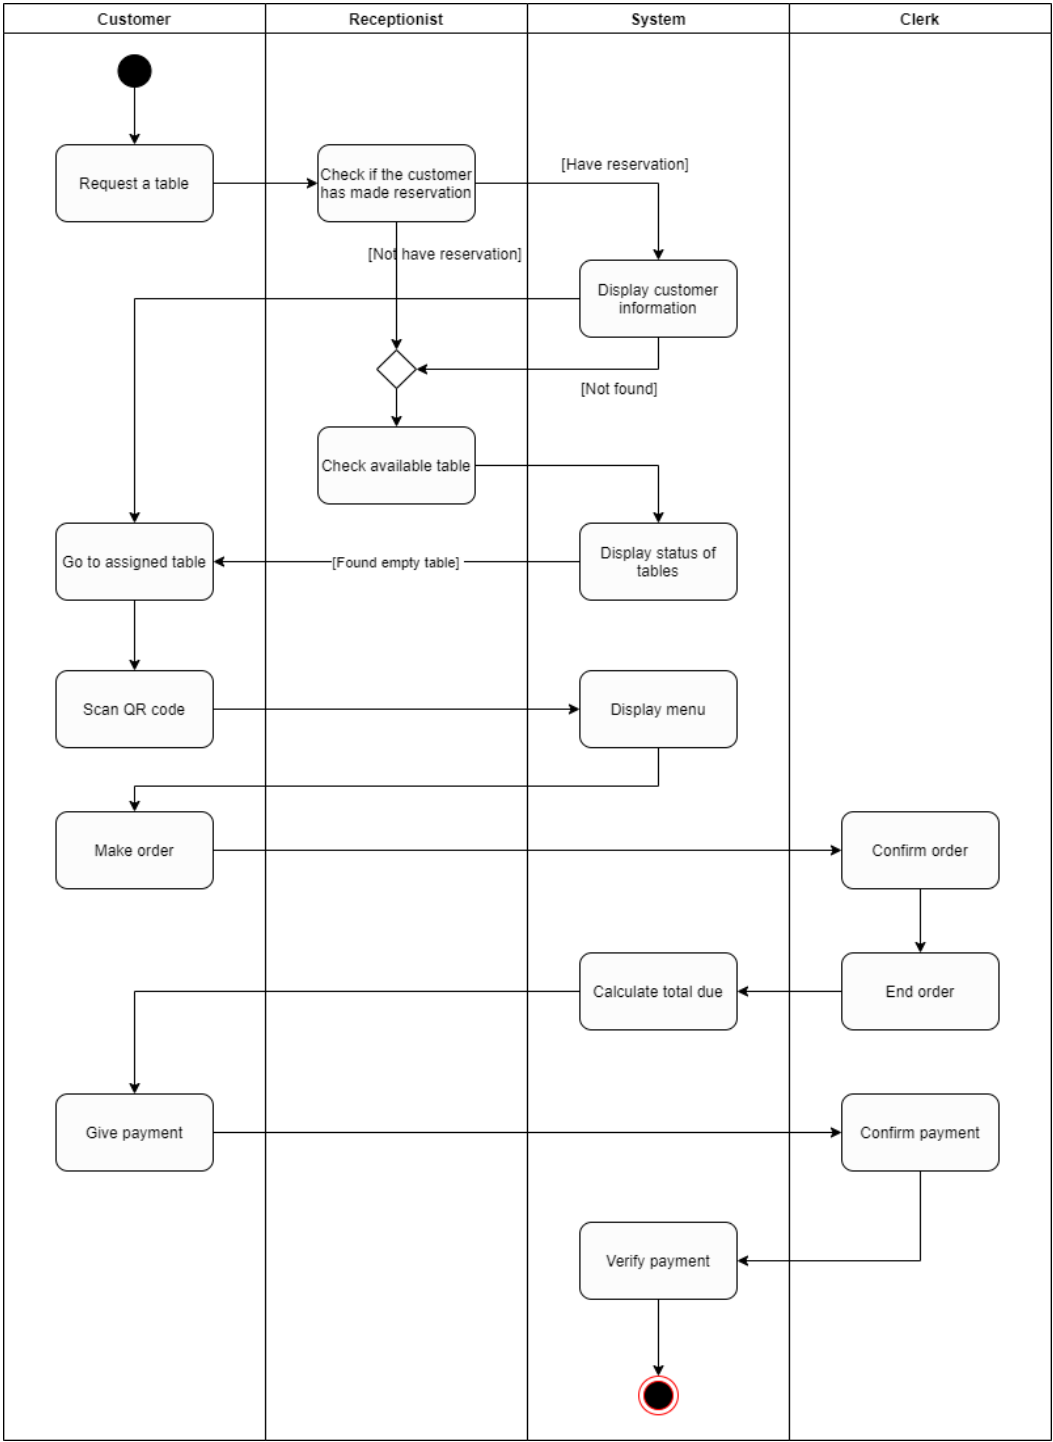 Customer
Receptionist
System
Clerk
Request a table
Check if the customer
has made reservation
[Have reservation]
[Not have reservation]
Display customer
information
[Not found]
Check available table
Go to assigned table
[Found empty table]
Display status of
tables
Scan QR code
Display menu
Make order
Confirm order
Calculate total due
End order
Give payment
Confirm payment
Verify payment